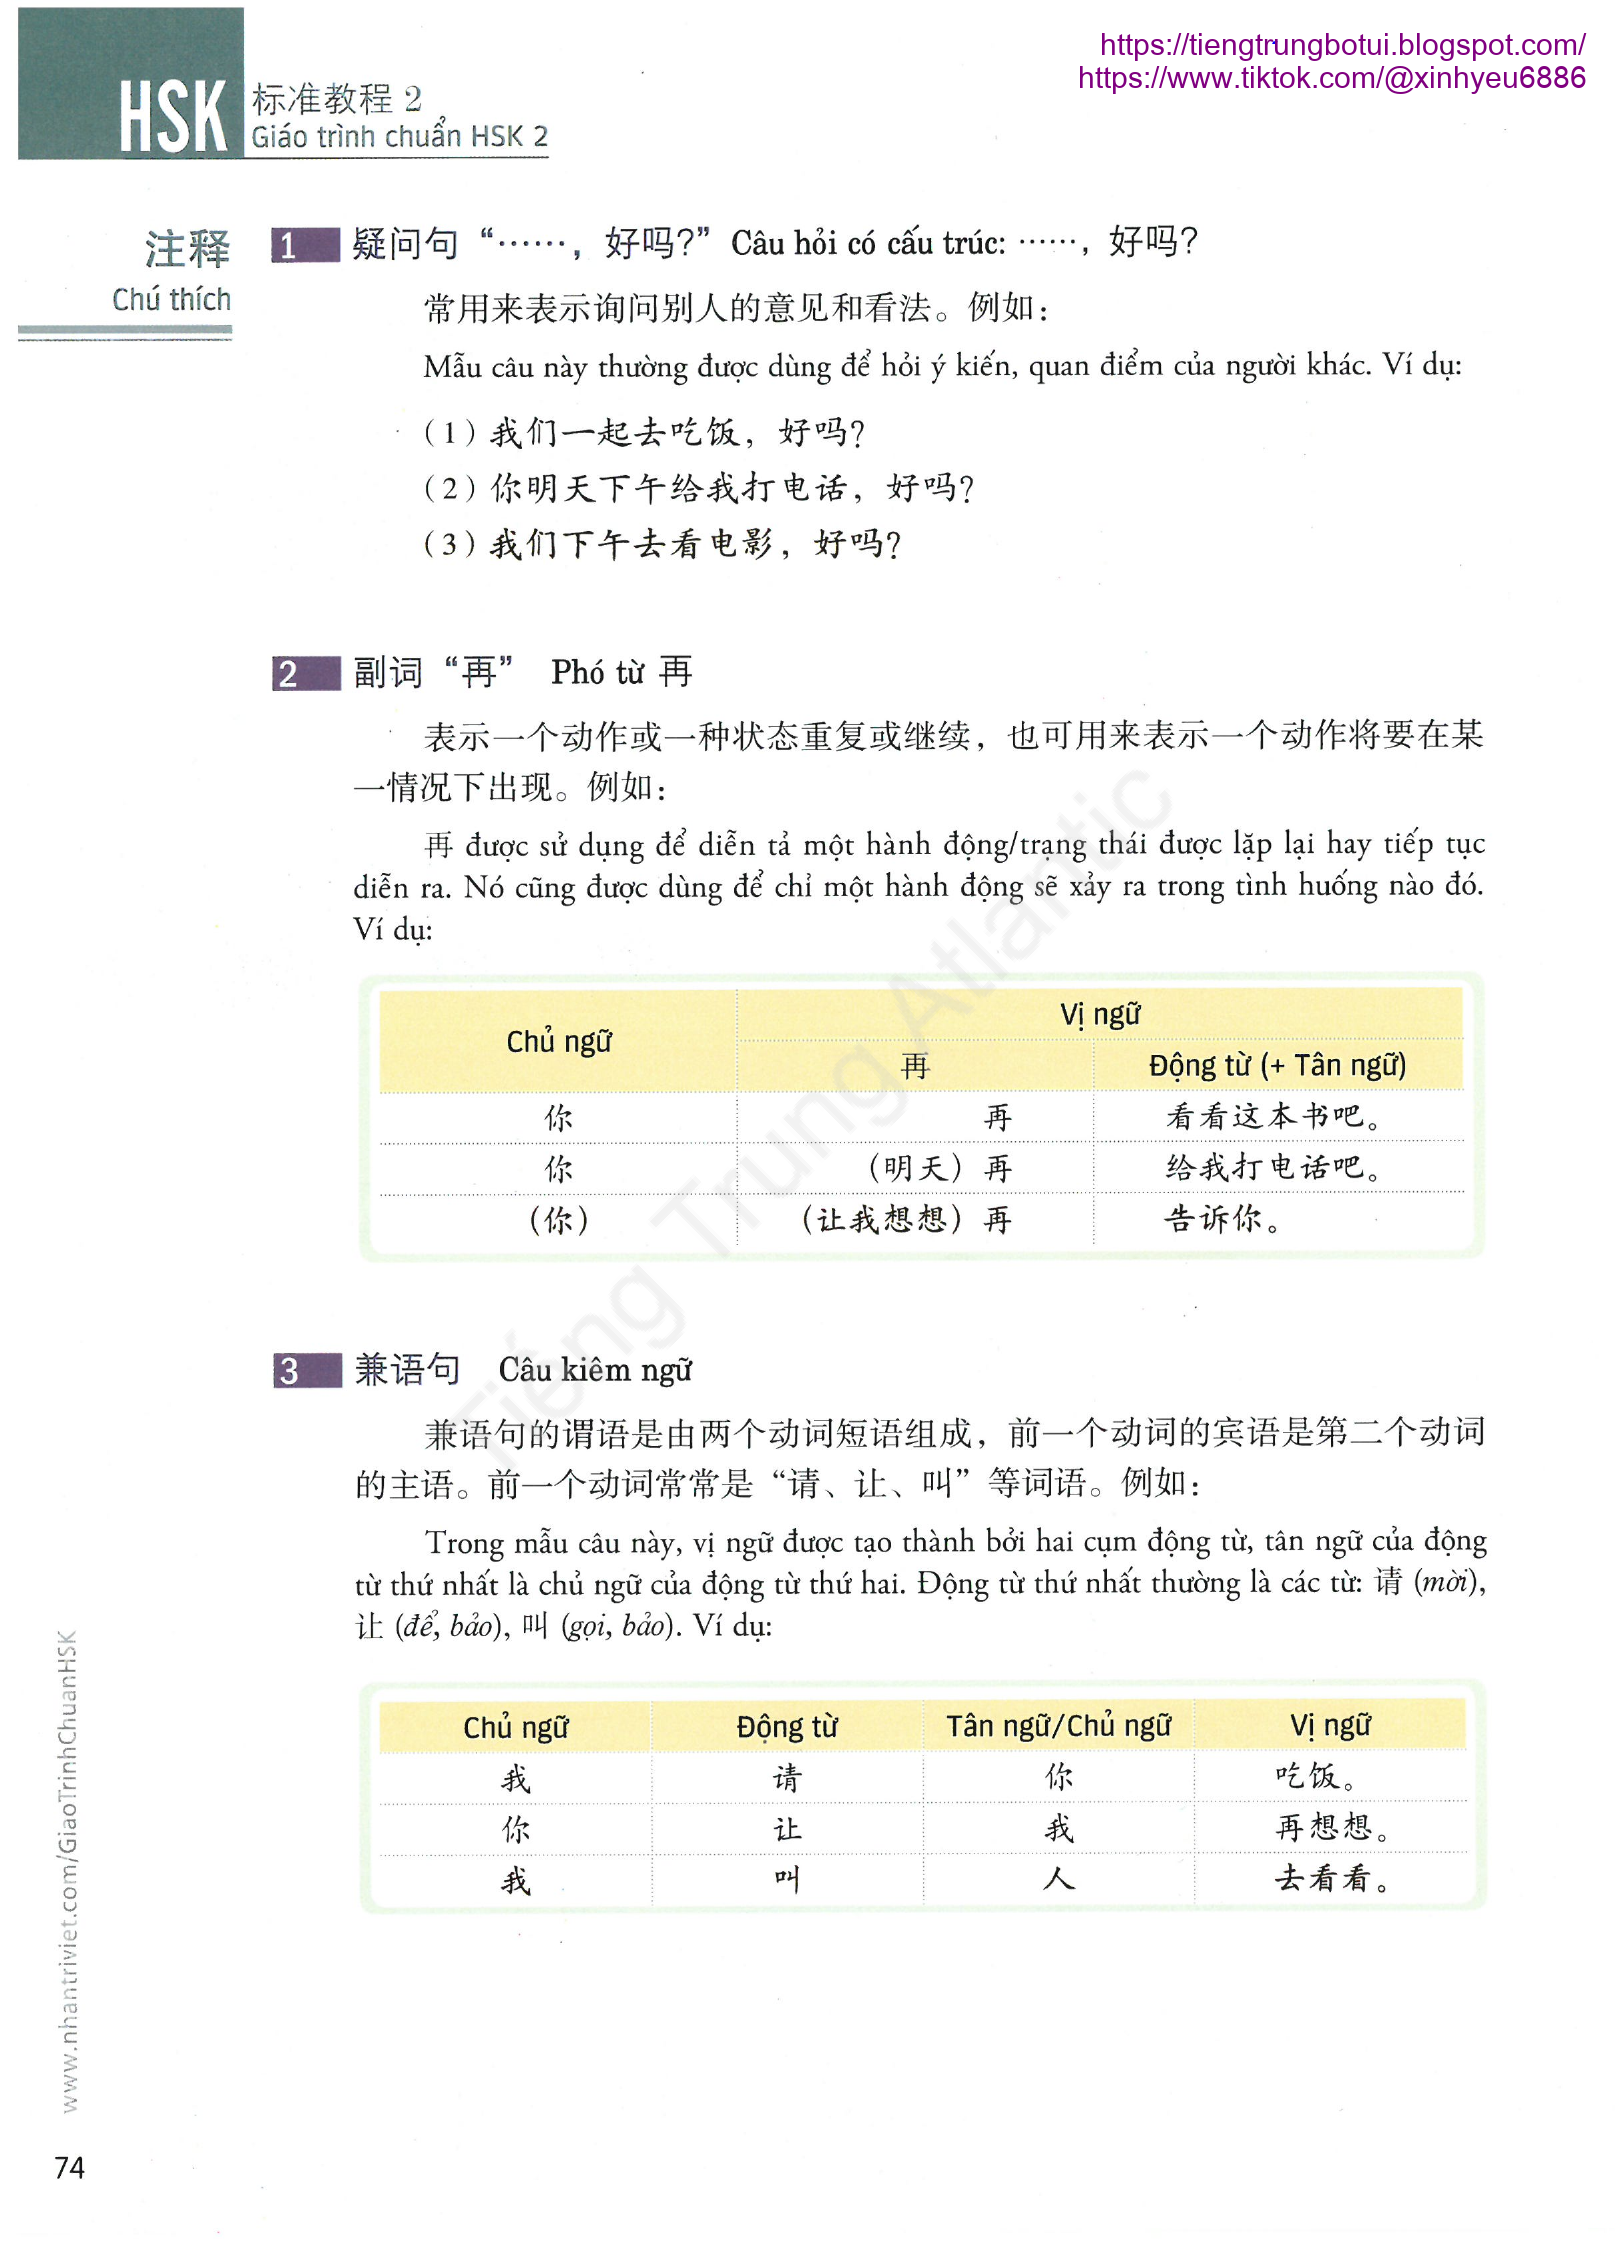 https://tiengtrungbotui.blogspot.com/
https://www.tiktok.com/@xinhyeu6886
HSK 标准教程 2
Giáo trình chuẩn HSK 2
注释
Chú thích
1 疑问句 “……，好吗?” Câu hỏi có cấu trúc: ……，好吗?
常用来表示询问别人的意见和看法。例如：
Mẫu câu này thường được dùng để hỏi ý kiến, quan điểm của người khác. Ví dụ:
（1）我们一起去吃饭，好吗?
（2）你明天下午给我打电话，好吗?
（3）我们下午去看电影，好吗?
2 副词 “再” Phó từ 再
表示一个动作或一种状态重复或继续，也可用来表示一个动作将要在某
一情况下出现。例如：
再 được sử dụng để diễn tả một hành động/trạng thái được lặp lại hay tiếp tục
diễn ra. Nó cũng được dùng để chỉ một hành động sẽ xảy ra trong tình huống nào đó.
Ví dụ:
Chủ ngữ Vị ngữ
再 Động từ (+ Tân ngữ)
你 再 看看这本书吧。
你 （明天）再 给我打电话吧。
（你） （让我想想）再 告诉你。
3 兼语句 Câu kiêm ngữ
兼语句的谓语是由两个动词短语组成，前一个动词的宾语是第二个动词
的主语。前一个动词常常是 “请、让、叫” 等词语。例如：
Trong mẫu câu này, vị ngữ được tạo thành bởi hai cụm động từ, tân ngữ của động
từ thứ nhất là chủ ngữ của động từ thứ hai. Động từ thứ nhất thường là các từ: 请 (mời),
让 (để, bảo), 叫 (gọi, bảo). Ví dụ:
Chủ ngữ Động từ Tân ngữ/Chủ ngữ Vị ngữ
我 请 你 吃饭。
你 让 我 再想想。
我 叫 人 去看看。
Tiếng Trung Atlantic
www.nhantriviet.com/GiaoTrinhChuanHSK
74